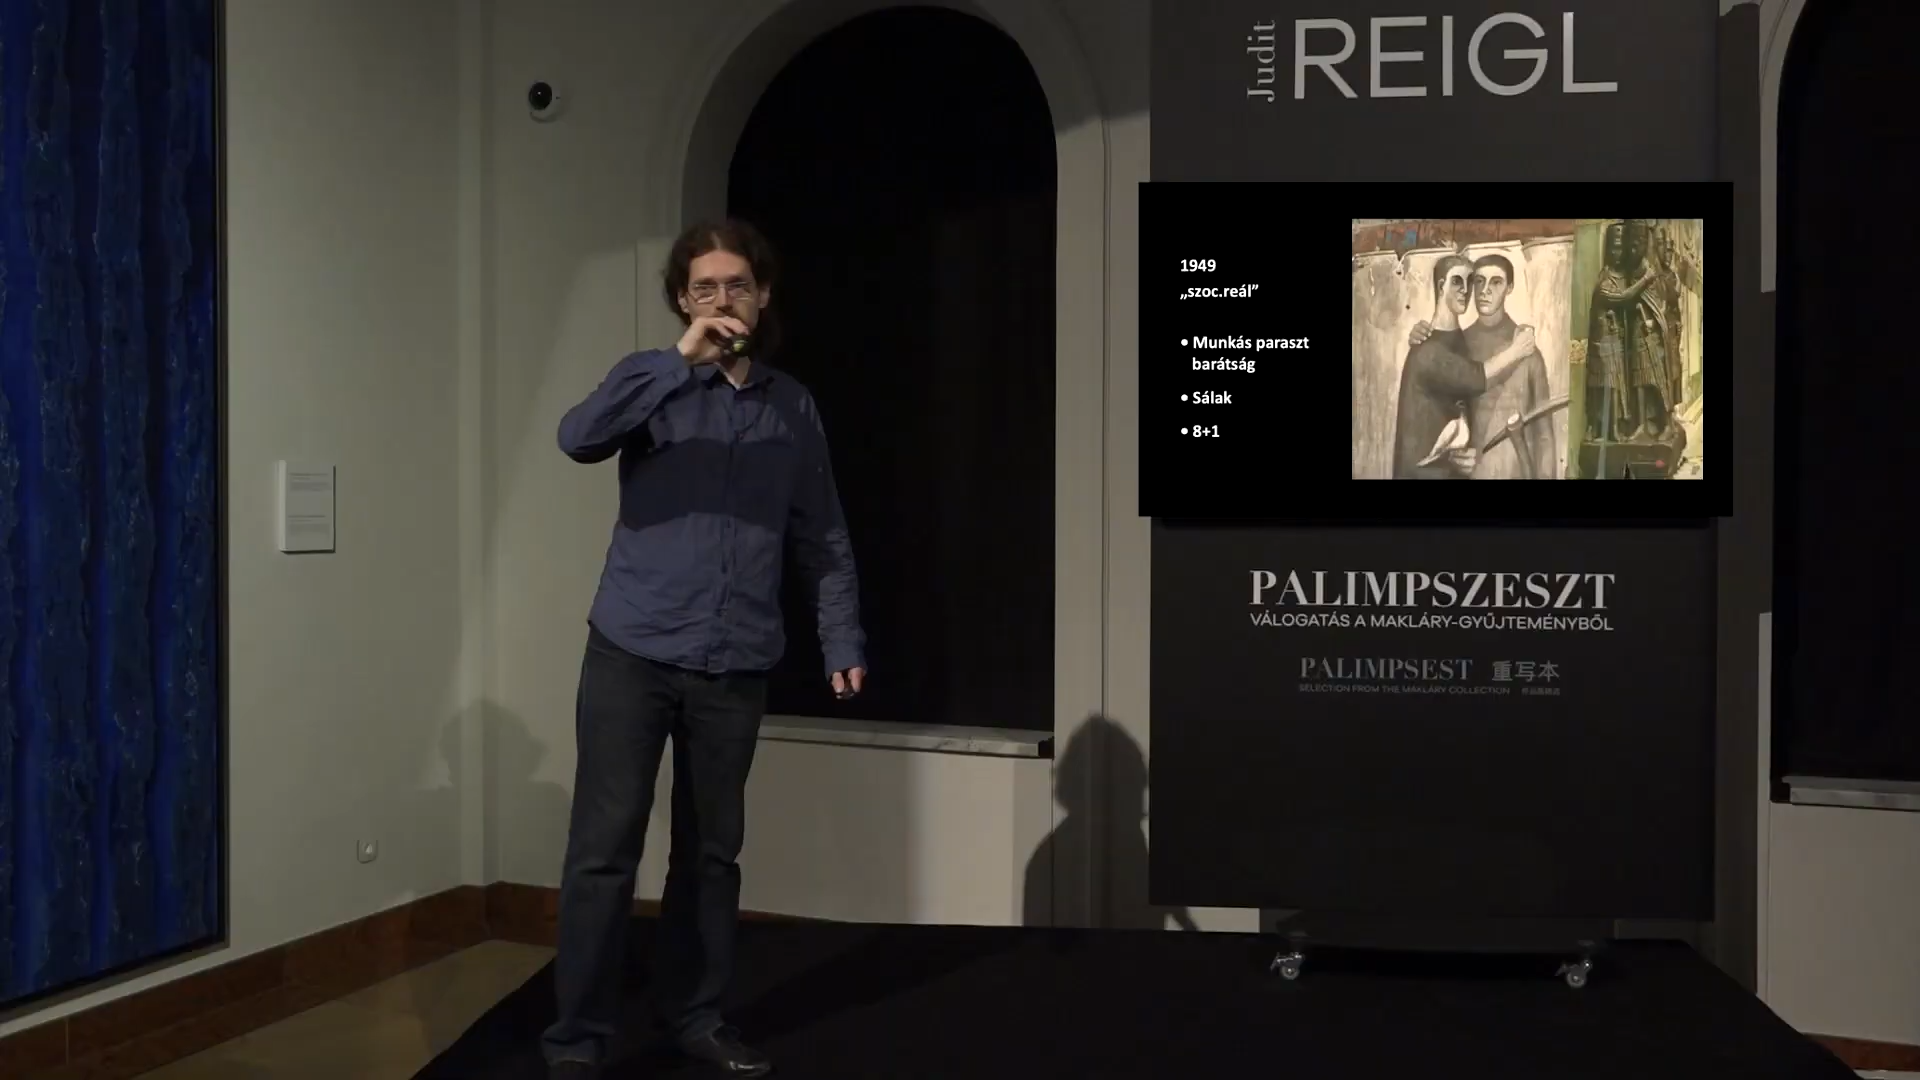 Judit REIGL
1949
„szoc.reál”
• Munkás paraszt
barátság
• Sálak
• 8+1
PALIMPSZESZT
VÁLOGATÁS A MAKLÁRY-GYŰJTEMÉNYBŐL
PALIMPSEST 重写本
SELECTION FROM THE MAKLÁRY COLLECTION